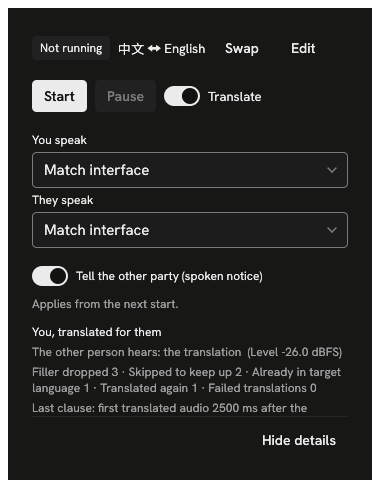 Not running 中文 ⬌ English Swap Edit
Start Pause Translate
You speak
Match interface
They speak
Match interface
Tell the other party (spoken notice)
Applies from the next start.
You, translated for them
The other person hears: the translation (Level -26.0 dBFS)
Filler dropped 3 · Skipped to keep up 2 · Already in target
language 1 · Translated again 1 · Failed translations 0
Last clause: first translated audio 2500 ms after the
Hide details